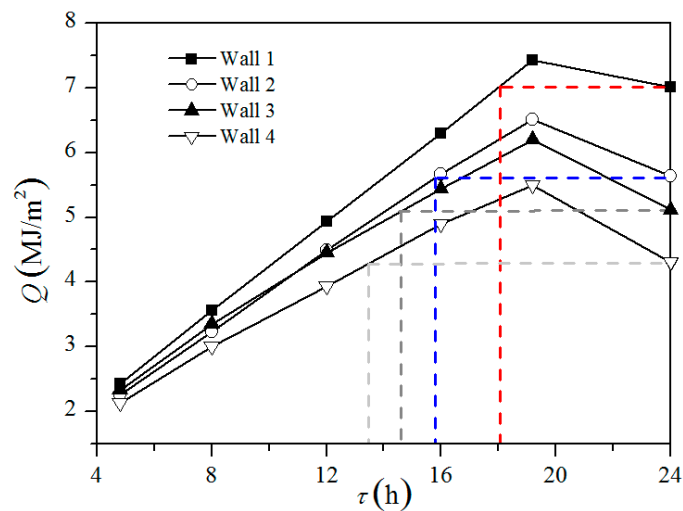 8
7
6
5
4
3
2
Q (MJ/m²)
Wall 1
Wall 2
Wall 3
Wall 4
4 8 12 16 20 24
τ (h)